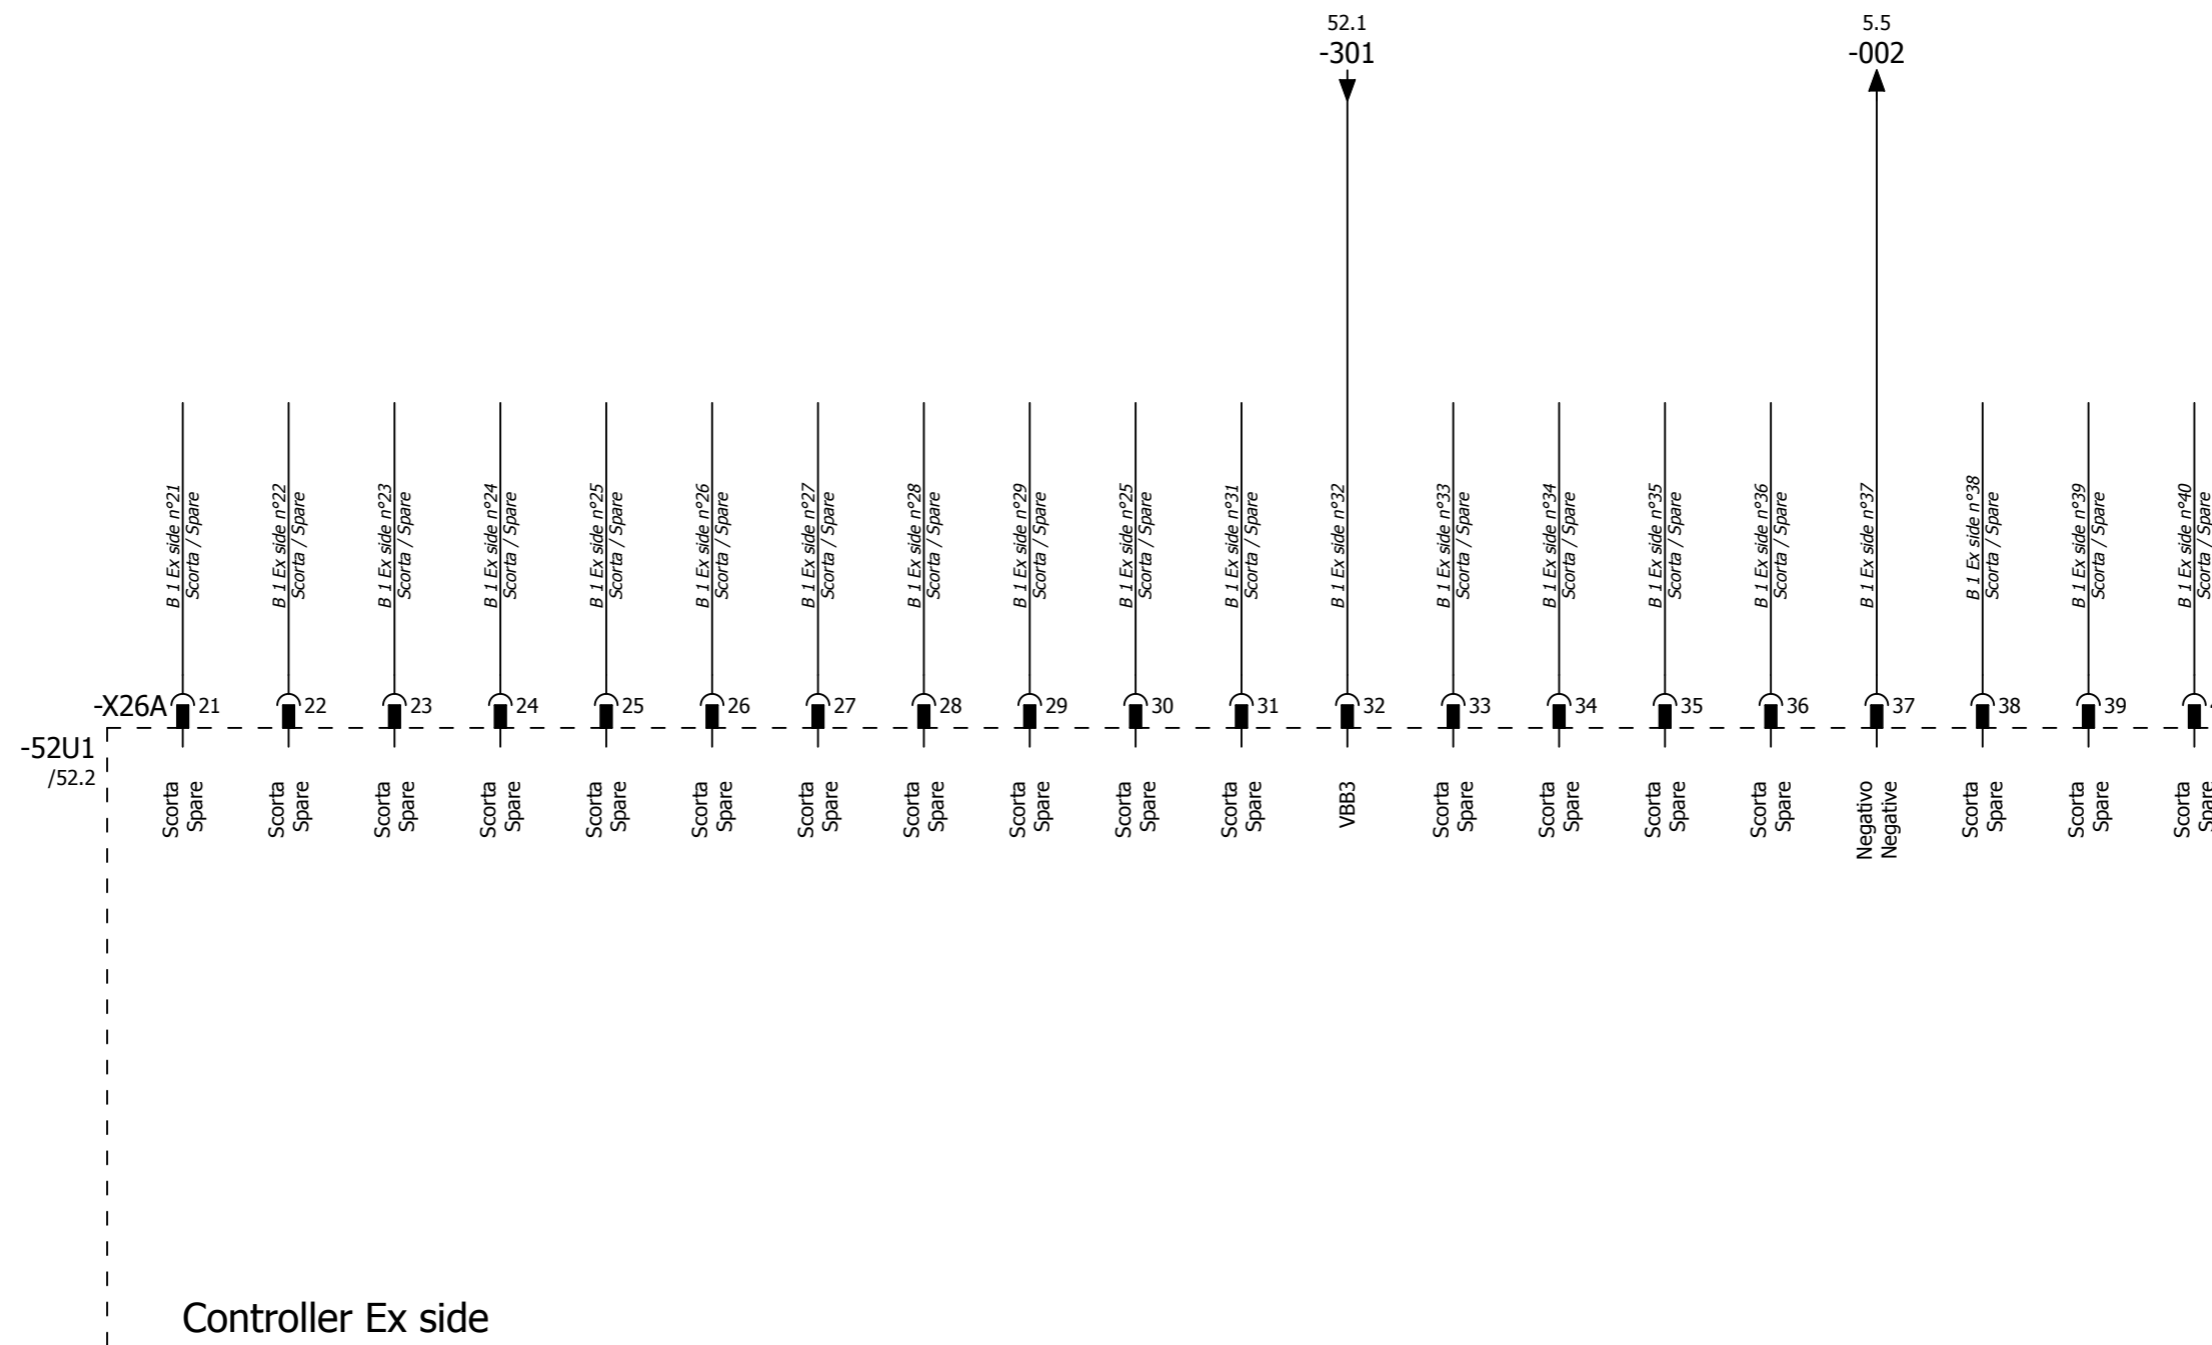 52.1
-301
5.5
-002
B 1 Ex side n°21
Scorta / Spare
B 1 Ex side n°22
Scorta / Spare
B 1 Ex side n°23
Scorta / Spare
B 1 Ex side n°24
Scorta / Spare
B 1 Ex side n°25
Scorta / Spare
B 1 Ex side n°26
Scorta / Spare
B 1 Ex side n°27
Scorta / Spare
B 1 Ex side n°28
Scorta / Spare
B 1 Ex side n°29
Scorta / Spare
B 1 Ex side n°25
Scorta / Spare
B 1 Ex side n°31
Scorta / Spare
B 1 Ex side n°32
B 1 Ex side n°33
Scorta / Spare
B 1 Ex side n°34
Scorta / Spare
B 1 Ex side n°35
Scorta / Spare
B 1 Ex side n°36
Scorta / Spare
B 1 Ex side n°37
B 1 Ex side n°38
Scorta / Spare
B 1 Ex side n°39
Scorta / Spare
B 1 Ex side n°40
Scorta / Spare
-X26A
21
22
23
24
25
26
27
28
29
30
31
32
33
34
35
36
37
38
39
-52U1
/52.2
Scorta
Spare
Scorta
Spare
Scorta
Spare
Scorta
Spare
Scorta
Spare
Scorta
Spare
Scorta
Spare
Scorta
Spare
Scorta
Spare
Scorta
Spare
Scorta
Spare
VBB3
Scorta
Spare
Scorta
Spare
Scorta
Spare
Scorta
Spare
Negativo
Negative
Scorta
Spare
Scorta
Spare
Scorta
Spare
Controller Ex side